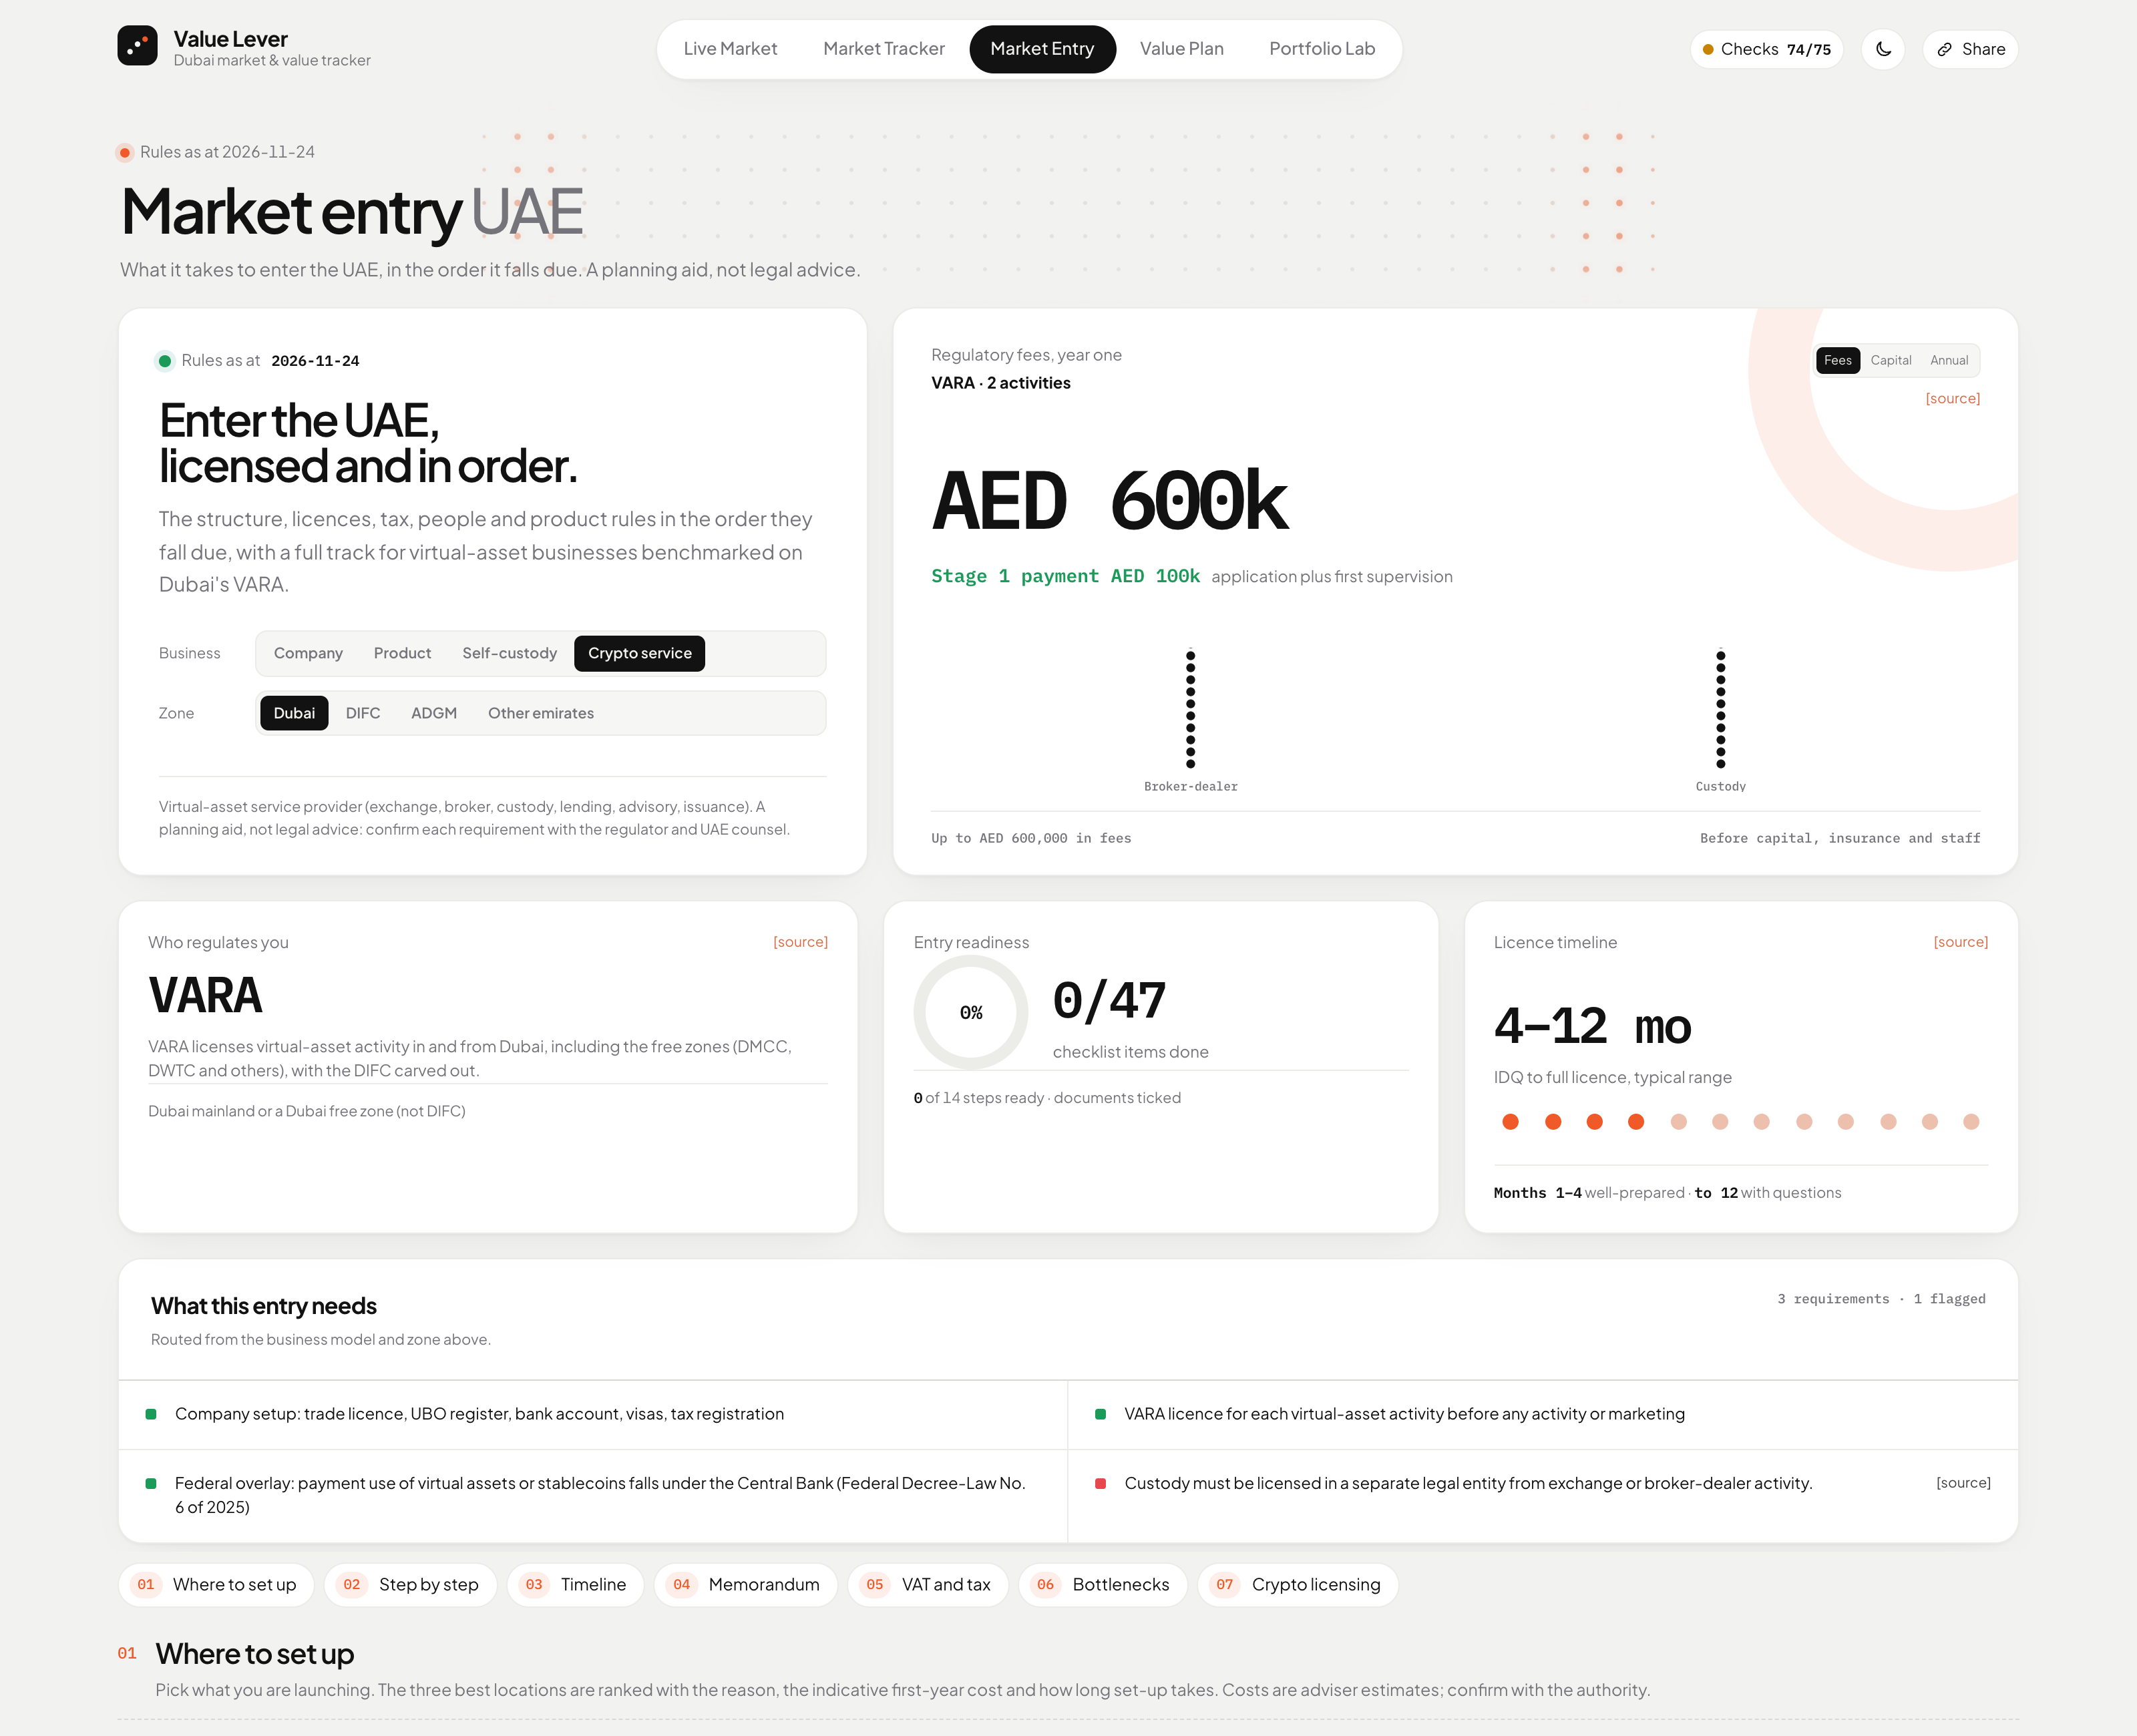 Value Lever
Dubai market & value tracker
Live Market
Market Tracker
Market Entry
Value Plan
Portfolio Lab
Checks 74/75
Share
Rules as at 2026-11-24
Market entry UAE
What it takes to enter the UAE, in the order it falls due. A planning aid, not legal advice.
Rules as at 2026-11-24
Enter the UAE,
licensed and in order.
The structure, licences, tax, people and product rules in the order they
fall due, with a full track for virtual-asset businesses benchmarked on
Dubai's VARA.
Business
Company
Product
Self-custody
Crypto service
Zone
Dubai
DIFC
ADGM
Other emirates
Virtual-asset service provider (exchange, broker, custody, lending, advisory, issuance). A
planning aid, not legal advice: confirm each requirement with the regulator and UAE counsel.
Regulatory fees, year one
VARA · 2 activities
Fees
Capital
Annual
[source]
AED 600k
Stage 1 payment AED 100k application plus first supervision
Broker-dealer
Custody
Up to AED 600,000 in fees
Before capital, insurance and staff
Who regulates you
[source]
VARA
VARA licenses virtual-asset activity in and from Dubai, including the free zones (DMCC,
DWTC and others), with the DIFC carved out.
Dubai mainland or a Dubai free zone (not DIFC)
Entry readiness
0%
0/47
checklist items done
0 of 14 steps ready · documents ticked
Licence timeline
[source]
4–12 mo
IDQ to full licence, typical range
Months 1–4 well-prepared · to 12 with questions
What this entry needs
Routed from the business model and zone above.
3 requirements · 1 flagged
Company setup: trade licence, UBO register, bank account, visas, tax registration
VARA licence for each virtual-asset activity before any activity or marketing
Federal overlay: payment use of virtual assets or stablecoins falls under the Central Bank (Federal Decree-Law No.
6 of 2025)
Custody must be licensed in a separate legal entity from exchange or broker-dealer activity.
[source]
01 Where to set up
02 Step by step
03 Timeline
04 Memorandum
05 VAT and tax
06 Bottlenecks
07 Crypto licensing
01 Where to set up
Pick what you are launching. The three best locations are ranked with the reason, the indicative first-year cost and how long set-up takes. Costs are adviser estimates; confirm with the authority.